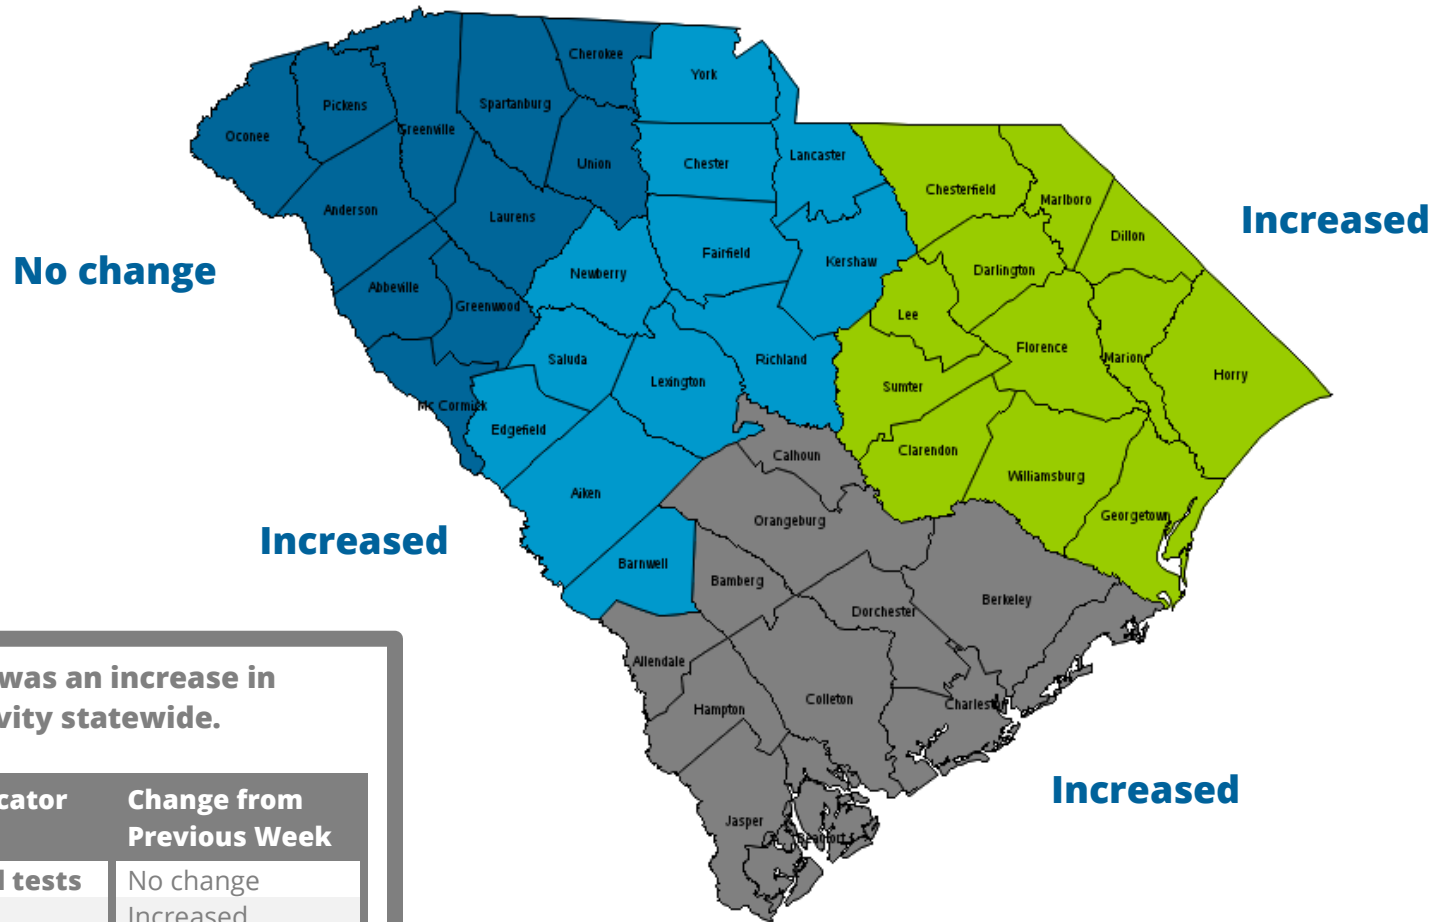 Cherokee
York
Pickens
Spartanburg
Greenville
Oconee
Union
Chester
Lancaster
Chesterfield
Marlboro
Anderson
Laurens
Increased
Dillon
Fairfield
Kershaw
Darlington
No change
Newberry
Abbeville
Greenwood
Lee
Florence
Marion
Saluda
Richland
Horry
Lexington
Sumter
Mc Cormick
Edgefield
Clarendon
Calhoun
Williamsburg
Aiken
Orangeburg
Georgetown
Increased
Barnwell
Bamberg
Berkeley
Dorchester
Allendale
Colleton
Charleston
Hampton
Increased
Jasper
Beaufort
was an increase in
statewide.
Change from
Previous Week
tests
No change
Increased